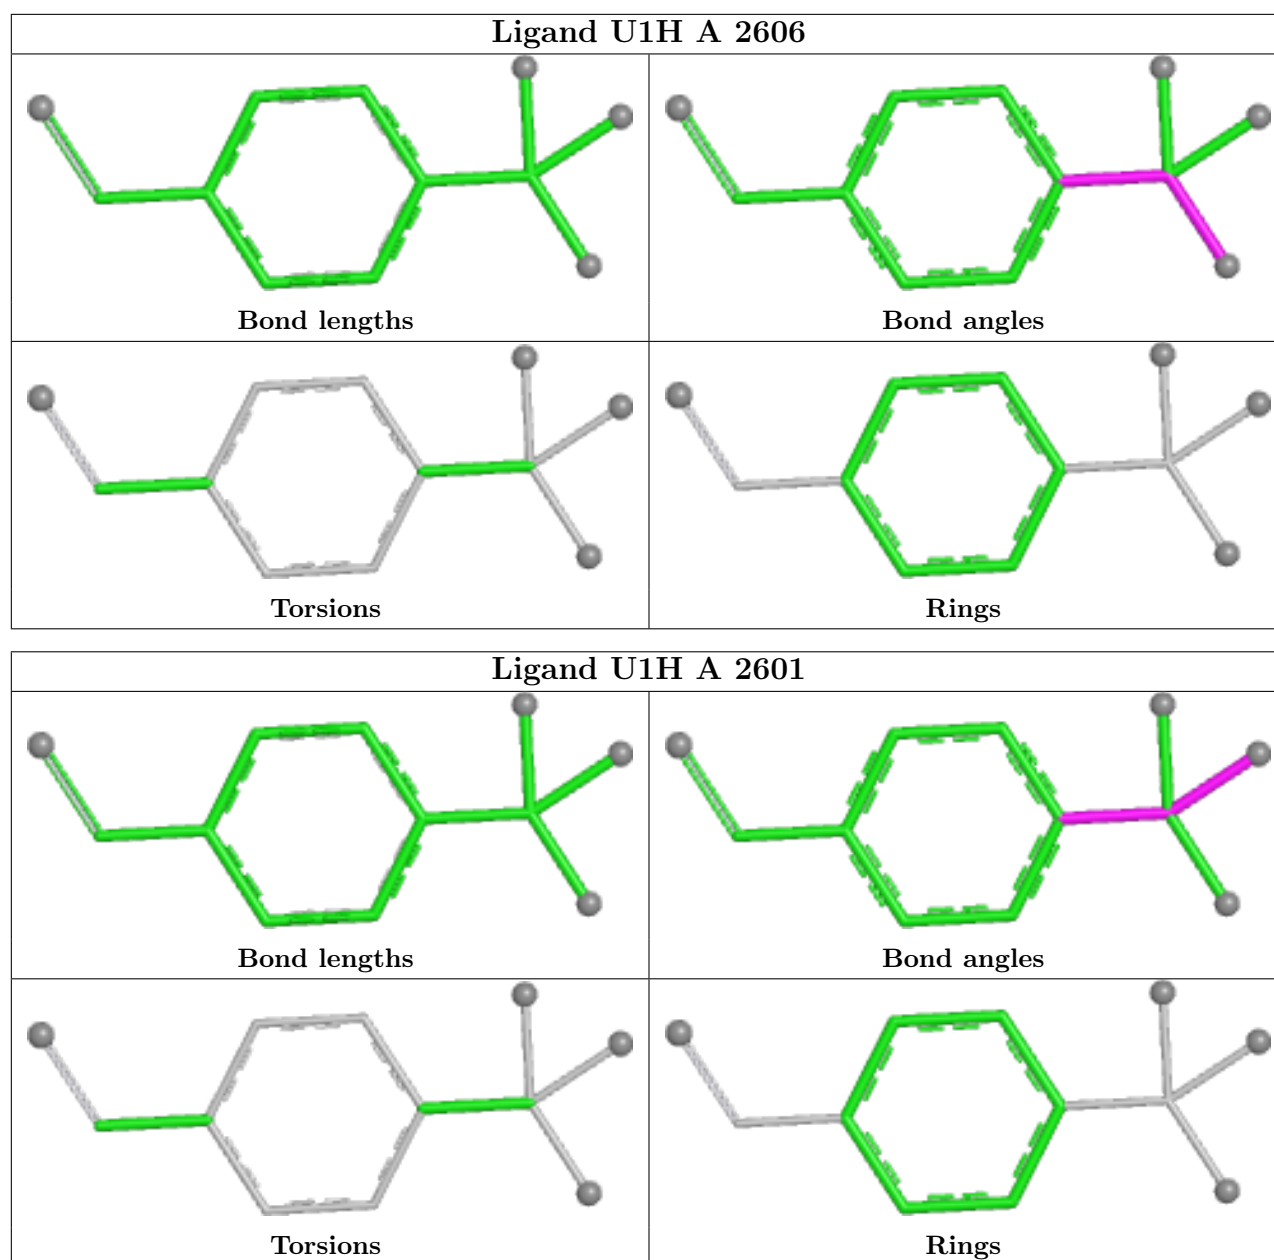 Ligand U1H A 2606
Bond lengths
Bond angles
Torsions
Rings
Ligand U1H A 2601
Bond lengths
Bond angles
Torsions
Rings